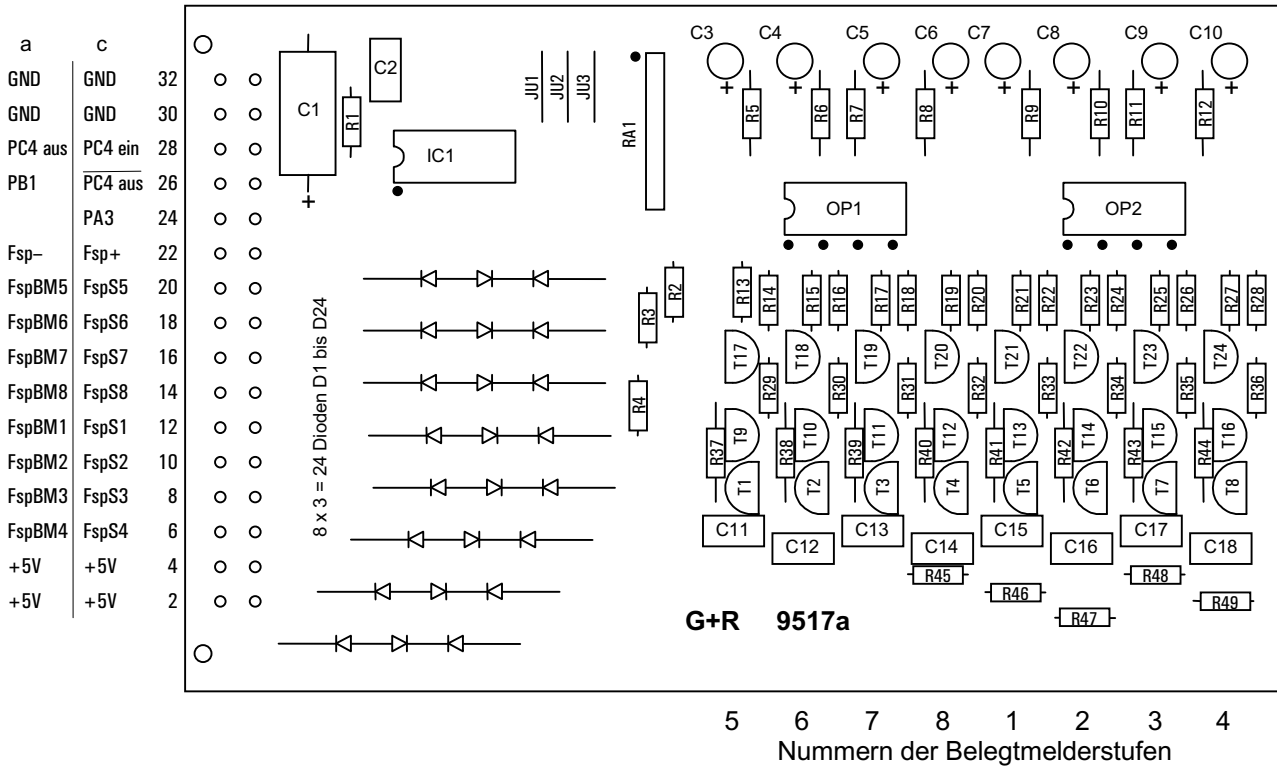 a c
GND GND 32
GND GND 30
PC4 aus PC4 ein 28
PB1 PC4 aus 26
PA3 24
Fsp– Fsp+ 22
FspBM5 FspS5 20
FspBM6 FspS6 18
FspBM7 FspS7 16
FspBM8 FspS8 14
FspBM1 FspS1 12
FspBM2 FspS2 10
FspBM3 FspS3 8
FspBM4 FspS4 6
+5V +5V 4
+5V +5V 2
C1
+
R1
C2
IC1
JU1 JU2 JU3
RA1
C3 C4 C5 C6 C7 C8 C9 C10
+ + + + + + + +
R5 R6 R7 R8 R9 R10 R11 R12
OP1 OP2
8 x 3 = 24 Dioden D1 bis D24
R2
R3
R4
R13 R14 R15 R16 R17 R18 R19 R20 R21 R22 R23 R24 R25 R26 R27 R28
T17 T18 T19 T20 T21 T22 T23 T24
R29 R30 R31 R32 R33 R34 R35 R36
R37 T9 R38 T10 R39 T11 R40 T12 R41 T13 R42 T14 R43 T15 R44 T16
T1 T2 T3 T4 T5 T6 T7 T8
C11 C12 C13 C14 C15 C16 C17 C18
R45 R46 R47 R48 R49
G+R 9517a
5 6 7 8 1 2 3 4
Nummern der Belegtmelderstufen